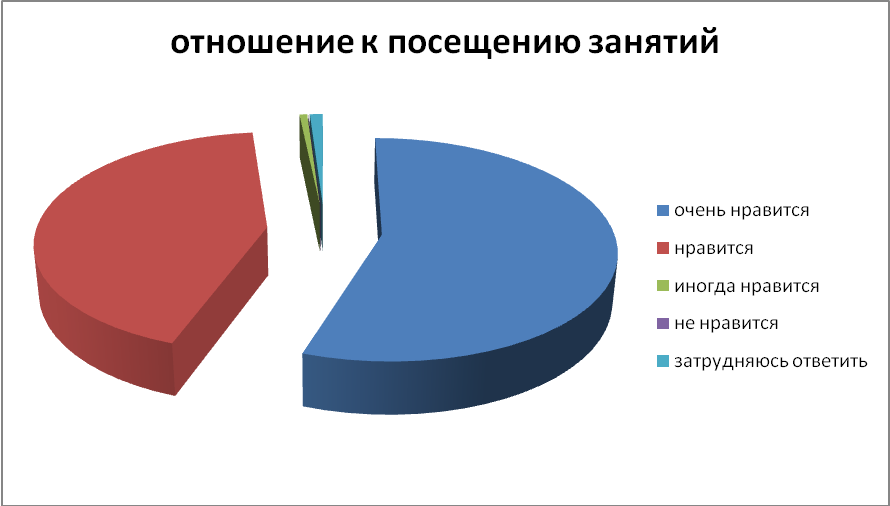 отношение к посещению занятий
очень нравится
нравится
иногда нравится
не нравится
затрудняюсь ответить